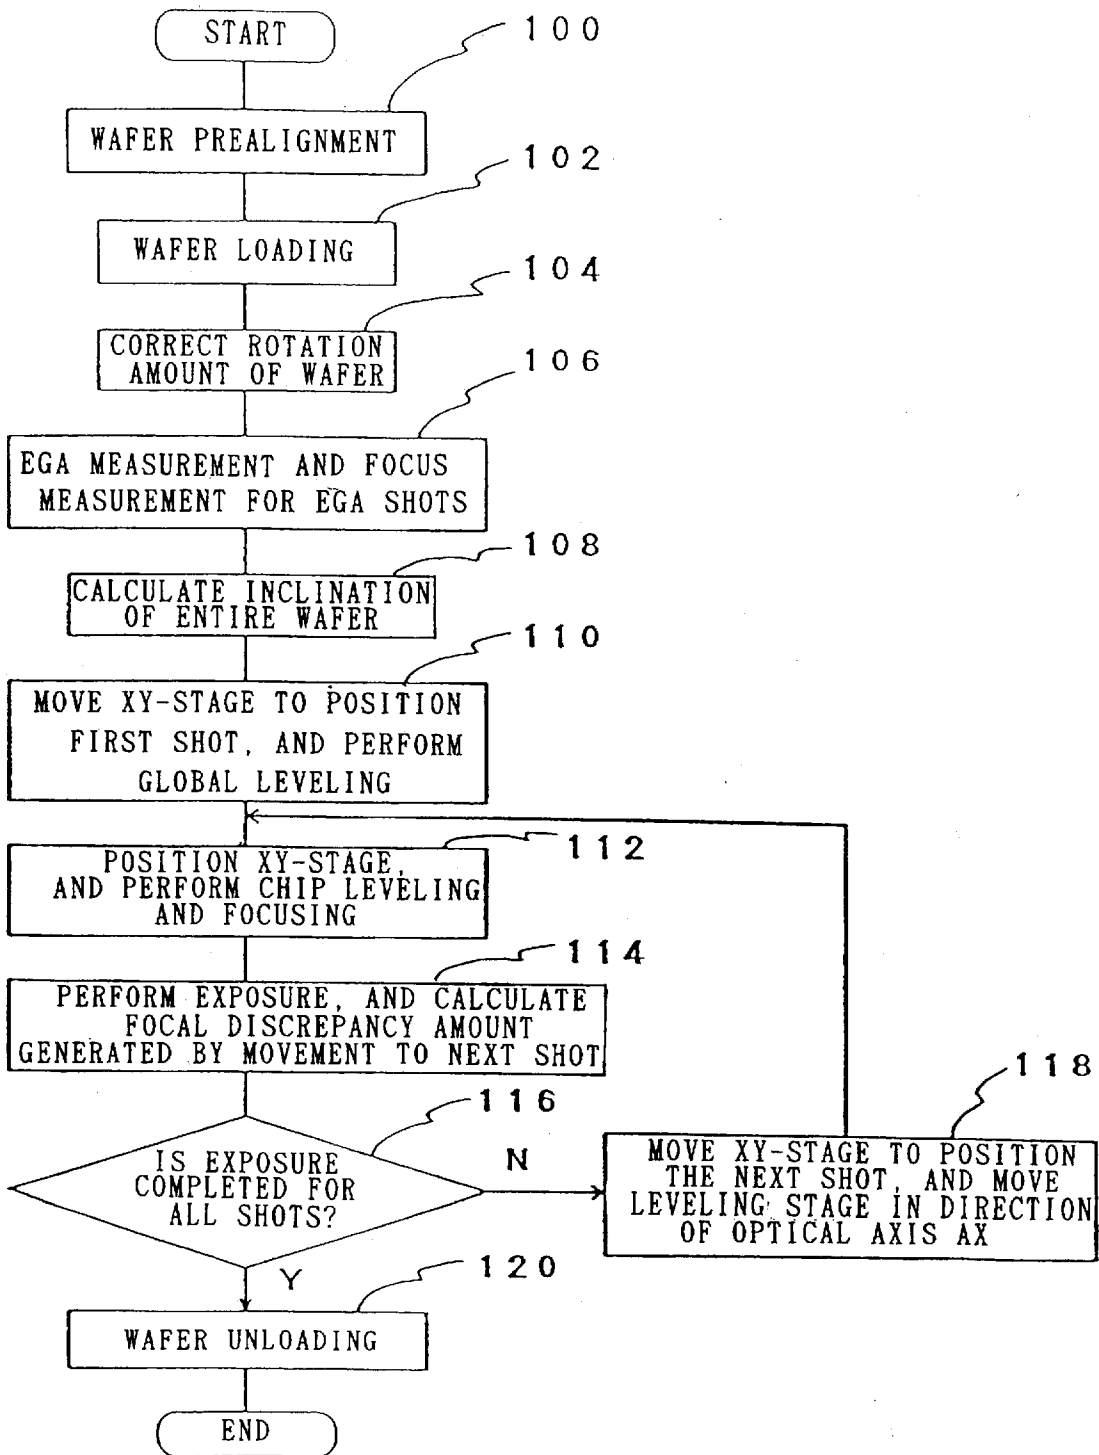 START
100
WAFER PREALIGNMENT
102
WAFER LOADING
104
CORRECT ROTATION
AMOUNT OF WAFER
106
EGA MEASUREMENT AND FOCUS
MEASUREMENT FOR EGA SHOTS
108
CALCULATE INCLINATION
OF ENTIRE WAFER
110
MOVE XY-STAGE TO POSITION
FIRST SHOT, AND PERFORM
GLOBAL LEVELING
112
POSITION XY-STAGE,
AND PERFORM CHIP LEVELING
AND FOCUSING
114
PERFORM EXPOSURE, AND CALCULATE
FOCAL DISCREPANCY AMOUNT
GENERATED BY MOVEMENT TO NEXT SHOT
116
IS EXPOSURE
COMPLETED FOR
ALL SHOTS?
N
118
MOVE XY-STAGE TO POSITION
THE NEXT SHOT, AND MOVE
LEVELING STAGE IN DIRECTION
OF OPTICAL AXIS AX
Y
120
WAFER UNLOADING
END